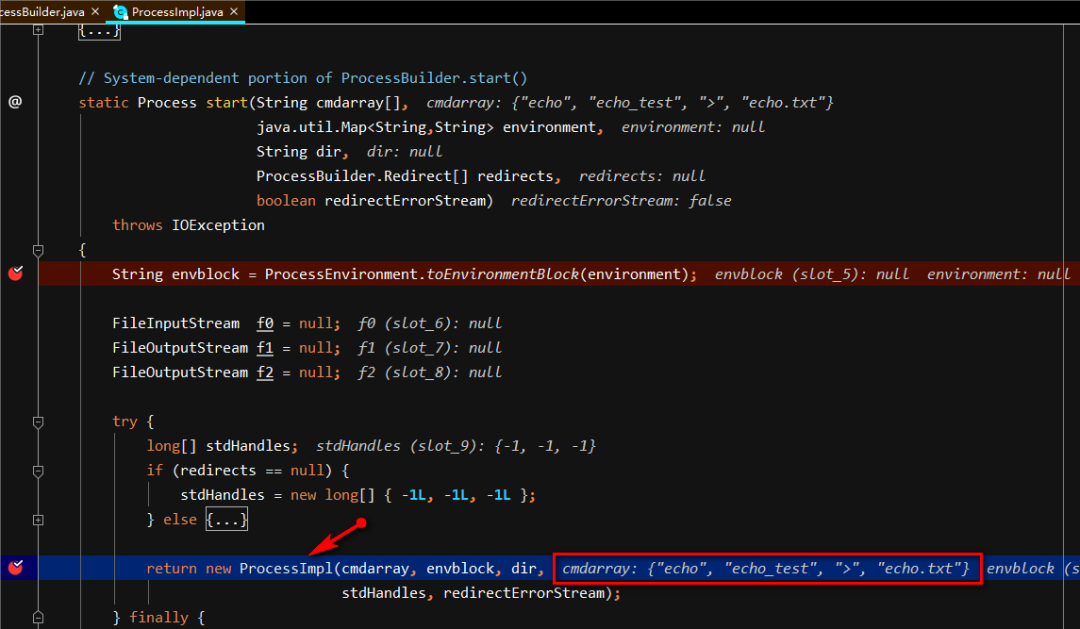 cessBuilder.java × ProcessImpl.java ×
{...}
// System-dependent portion of ProcessBuilder.start()
@ static Process start(String cmdarray[], cmdarray: {"echo", "echo_test", ">", "echo.txt"}
java.util.Map<String,String> environment, environment: null
String dir, dir: null
ProcessBuilder.Redirect[] redirects, redirects: null
boolean redirectErrorStream) redirectErrorStream: false
throws IOException
{
String envblock = ProcessEnvironment.toEnvironmentBlock(environment); envblock (slot_5): null environment: null
FileInputStream f0 = null; f0 (slot_6): null
FileOutputStream f1 = null; f1 (slot_7): null
FileOutputStream f2 = null; f2 (slot_8): null
try {
long[] stdHandles; stdHandles (slot_9): {-1, -1, -1}
if (redirects == null) {
stdHandles = new long[] { -1L, -1L, -1L };
} else {...}
return new ProcessImpl(cmdarray, envblock, dir, cmdarray: {"echo", "echo_test", ">", "echo.txt"} envblock (s
stdHandles, redirectErrorStream);
} finally {